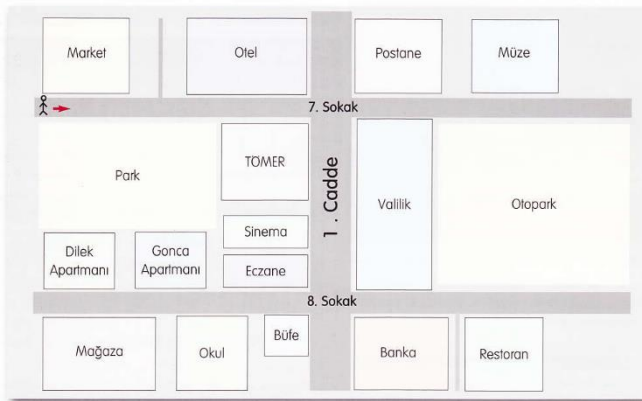 Market
Otel
Postane
Müze
7. Sokak
Park
TÖMER
1. Cadde
Valilik
Otopark
Sinema
Dilek
Apartmanı
Gonca
Apartmanı
Eczane
8. Sokak
Mağaza
Okul
Büfe
Banka
Restoran